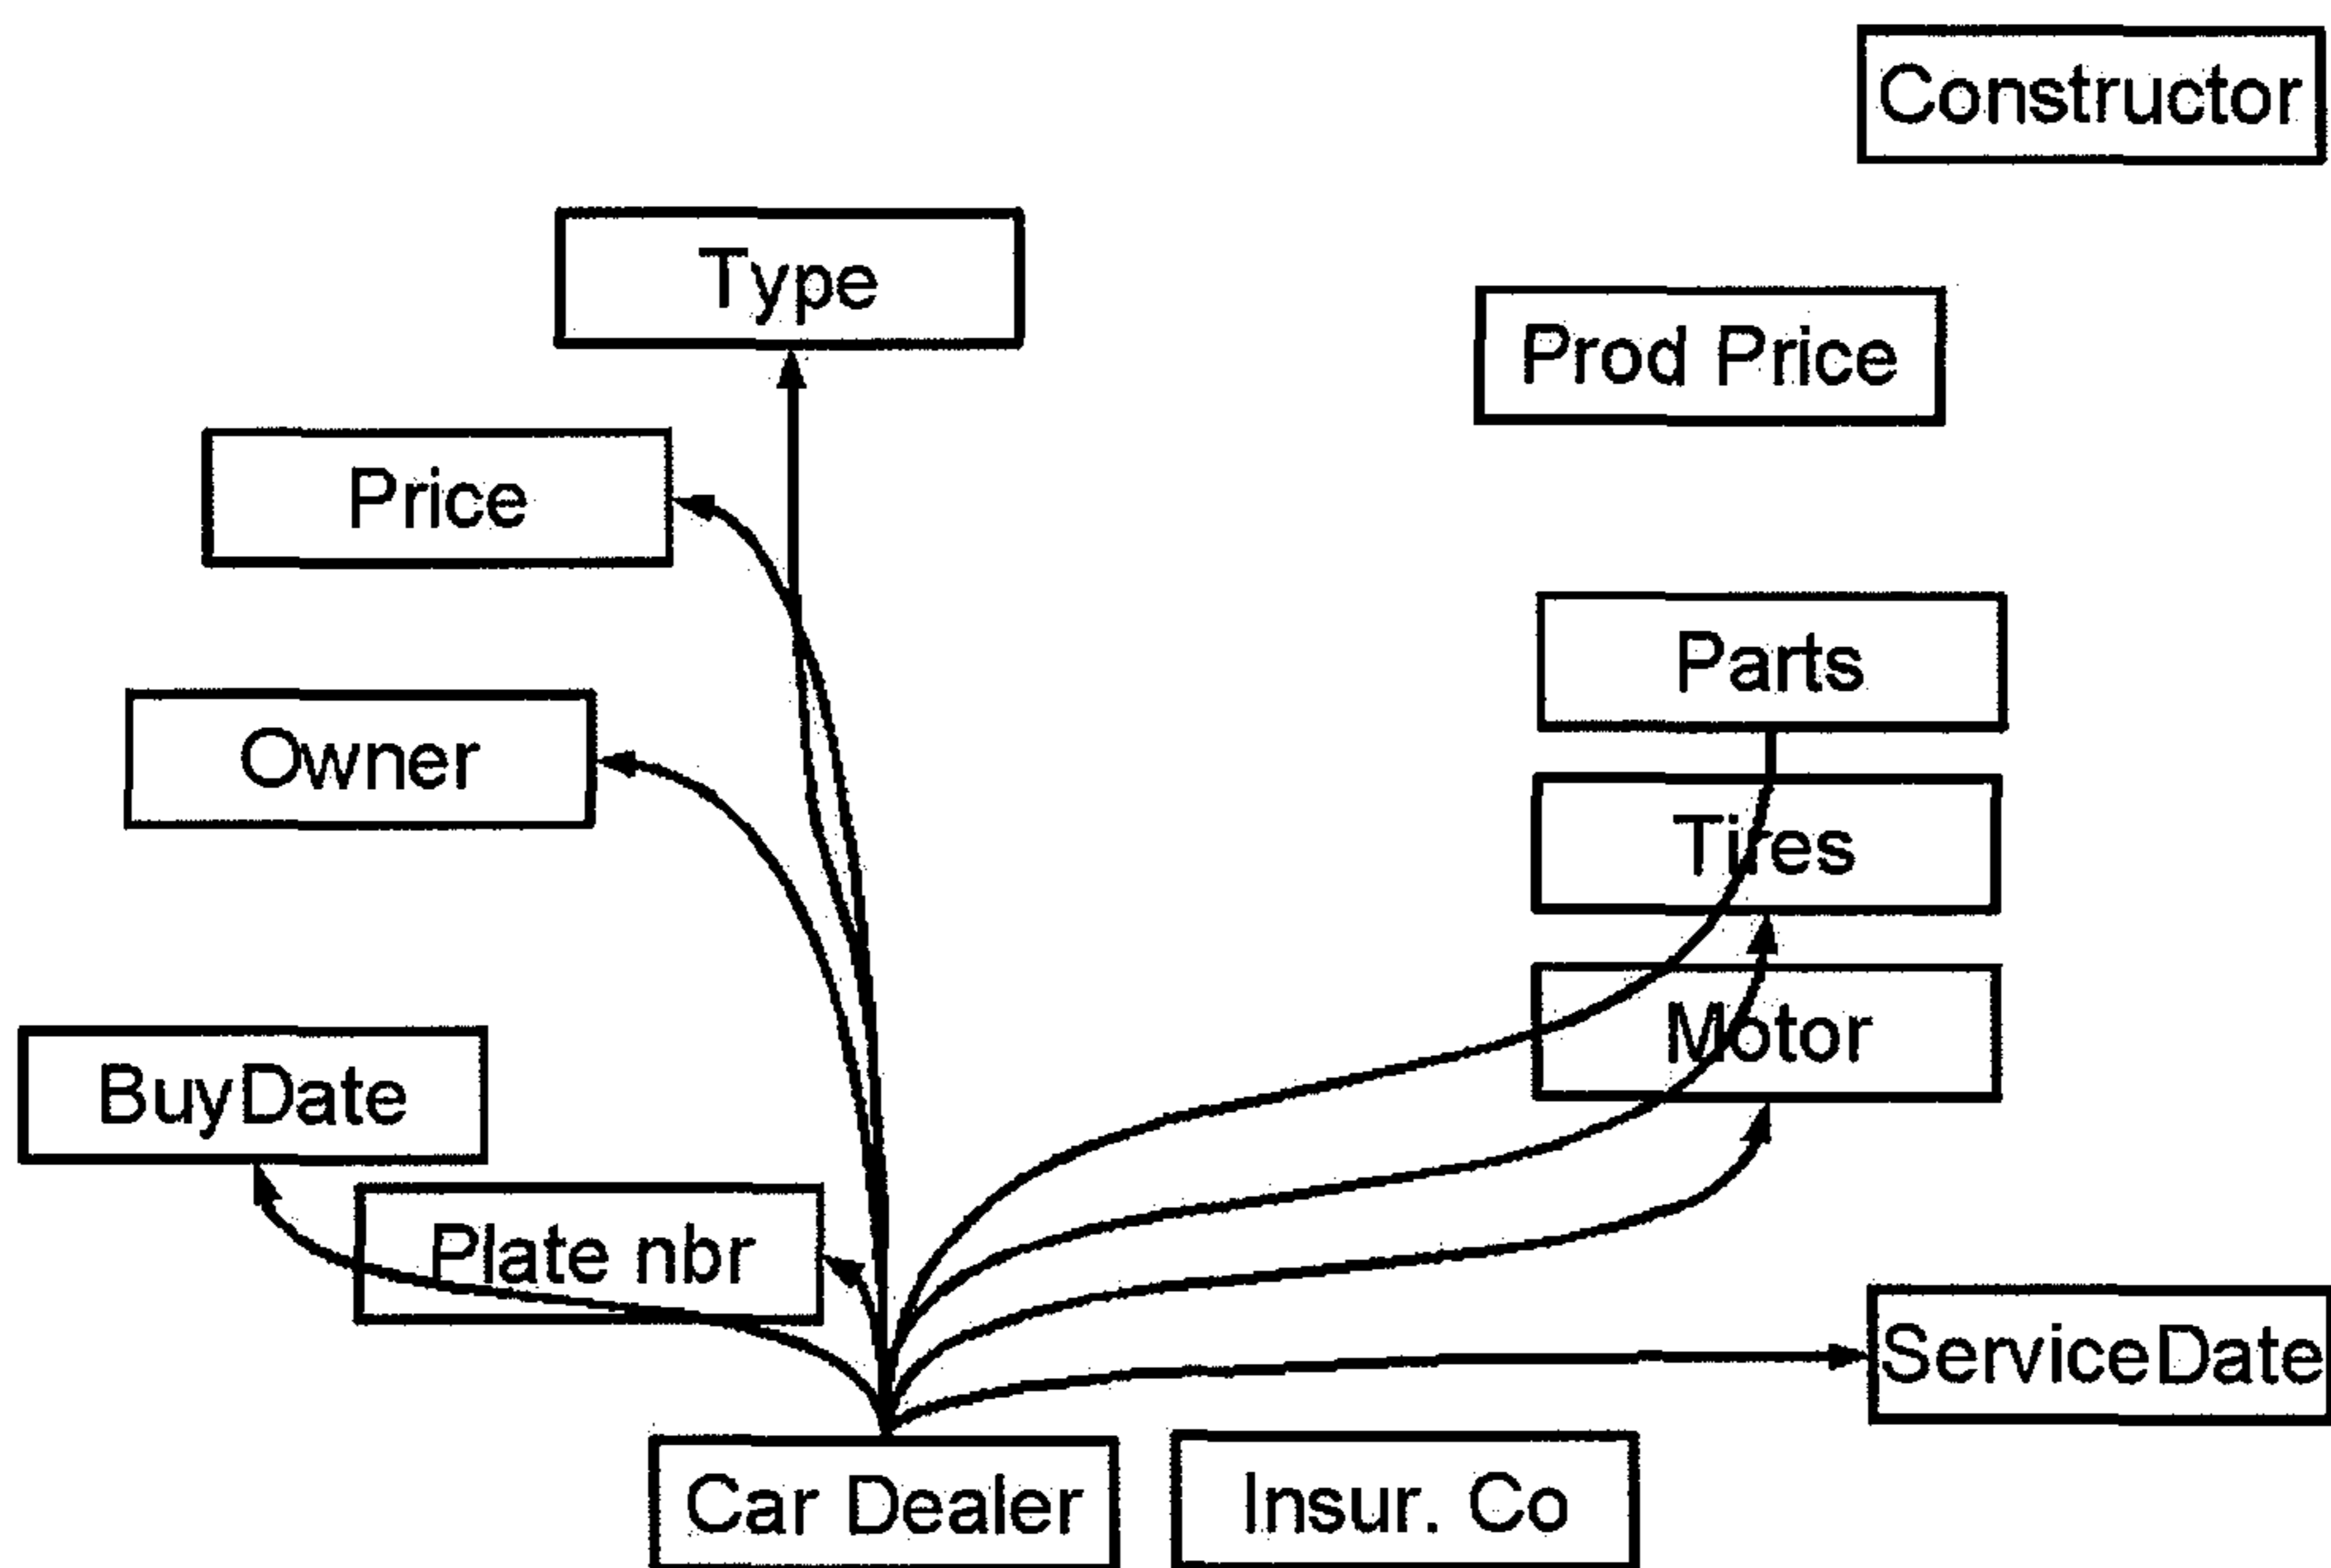 Constructor
Type
Prod Price
Price
Parts
Owner
Tires
Motor
BuyDate
Plate nbr
ServiceDate
Car Dealer
Insur. Co